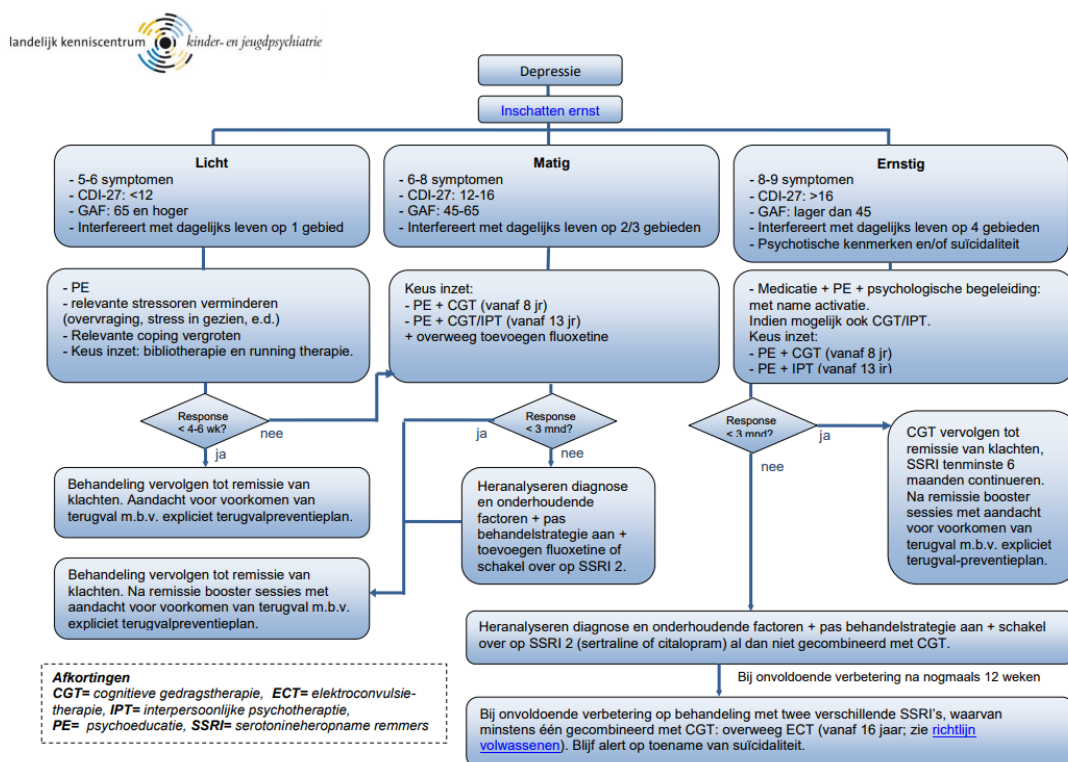 landelijk kenniscentrum kinder- en jeugdpsychiatrie
Depressie
Inschatten ernst
Licht
- 5-6 symptomen
- CDI-27: <12
- GAF: 65 en hoger
- Interfereert met dagelijks leven op 1 gebied
Matig
- 6-8 symptomen
- CDI-27: 12-16
- GAF: 45-65
- Interfereert met dagelijks leven op 2/3 gebieden
Ernstig
- 8-9 symptomen
- CDI-27: >16
- GAF: lager dan 45
- Interfereert met dagelijks leven op 4 gebieden
- Psychotische kenmerken en/of suïcidaliteit
- PE
- relevante stressoren verminderen
(overvraging, stress in gezien, e.d.)
- Relevante coping vergroten
- Keus inzet: bibliotherapie en running therapie.
Keus inzet:
- PE + CGT (vanaf 8 jr)
- PE + CGT/IPT (vanaf 13 jr)
+ overweeg toevoegen fluoxetine
- Medicatie + PE + psychologische begeleiding:
met name activatie.
Indien mogelijk ook CGT/IPT.
Keus inzet:
- PE + CGT (vanaf 8 jr)
- PE + IPT (vanaf 13 jr)
Response
< 4-6 wk?
nee
ja
Response
< 3 mnd?
ja
nee
Response
< 3 mnd?
ja
nee
Behandeling vervolgen tot remissie van
klachten. Aandacht voor voorkomen van
terugval m.b.v. expliciet terugvalpreventieplan.
Heranalyseren diagnose
en onderhoudende
factoren + pas
behandelstrategie aan +
toevoegen fluoxetine of
schakel over op SSRI 2.
CGT vervolgen tot
remissie van klachten,
SSRI tenminste 6
maanden continueren.
Na remissie booster
sessies met aandacht
voor voorkomen van
terugval m.b.v. expliciet
terugval-preventieplan.
Behandeling vervolgen tot remissie van
klachten. Na remissie booster sessies met
aandacht voor voorkomen van terugval m.b.v.
expliciet terugvalpreventieplan.
Heranalyseren diagnose en onderhoudende factoren + pas behandelstrategie aan + schakel
over op SSRI 2 (sertraline of citalopram) al dan niet gecombineerd met CGT.
Bij onvoldoende verbetering na nogmaals 12 weken
Bij onvoldoende verbetering op behandeling met twee verschillende SSRI's, waarvan
minstens één gecombineerd met CGT: overweeg ECT (vanaf 16 jaar; zie richtlijn
volwassenen). Blijf alert op toename van suïcidaliteit.
Afkortingen
CGT= cognitieve gedragstherapie, ECT= elektroconvulsie-
therapie, IPT= interpersoonlijke psychotheraptie,
PE= psychoeducatie, SSRI= serotonineheropname remmers